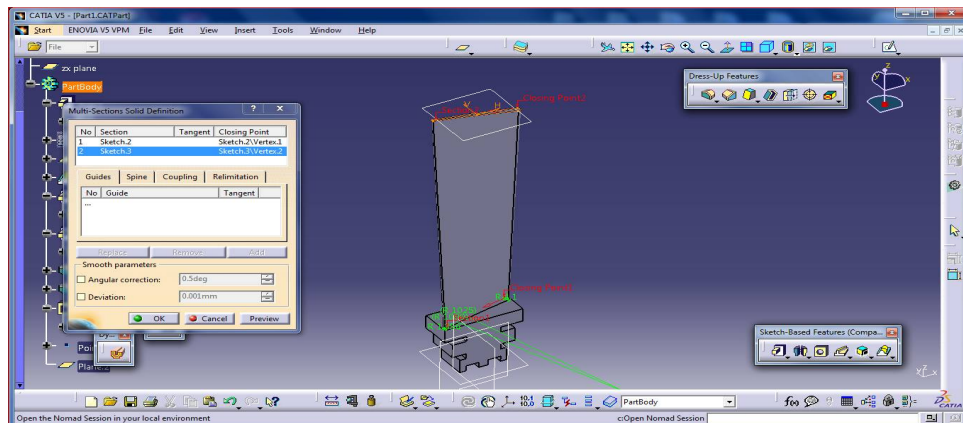 CATIA V5 - [Part1.CATPart]
Start ENOVIA V5 VPM File Edit View Insert Tools Window Help
File
zx plane
PartBody
Dress-Up Features
Multi-Sections Solid Definition
No Section Tangent Closing Point
1 Sketch.2 Sketch.2\Vertex.1
2 Sketch.3 Sketch.3\Vertex.2
Guides Spine Coupling Relimitation
No Guide Tangent
...
Replace Remove Add
Smooth parameters
Angular correction: 0.5deg
Deviation: 0.001mm
OK Cancel Preview
Closing Point2
V H
Sketch-Based Features (Compa...
PartBody
Open the Nomad Session in your local environment
c:Open Nomad Session
CATIA